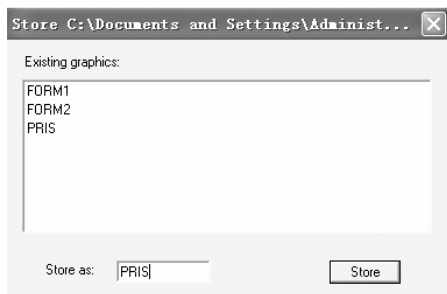 Store C:\Documents and Settings\Administ...
Existing graphics:
FORM1
FORM2
PRIS
Store as: PRIS Store